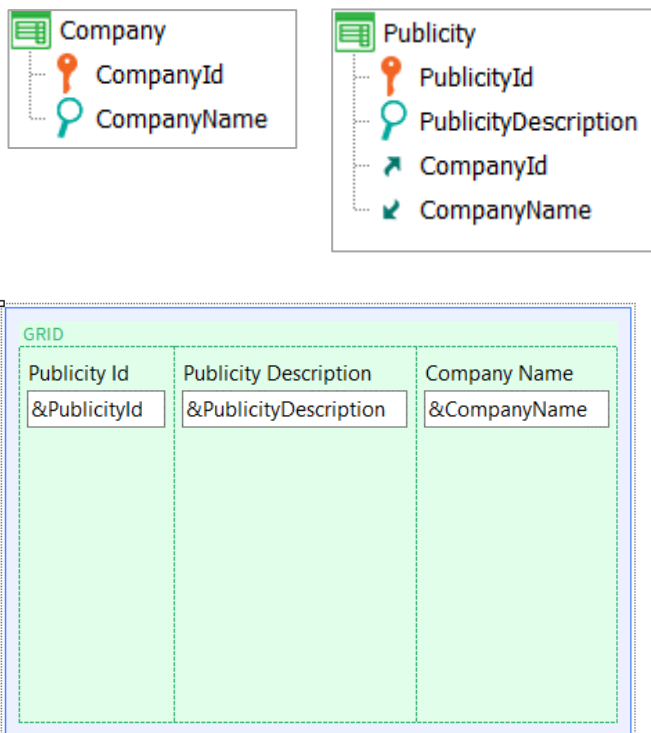 Company
CompanyId
CompanyName
Publicity
PublicityId
PublicityDescription
CompanyId
CompanyName
GRID
Publicity Id
Publicity Description
Company Name
&PublicityId
&PublicityDescription
&CompanyName